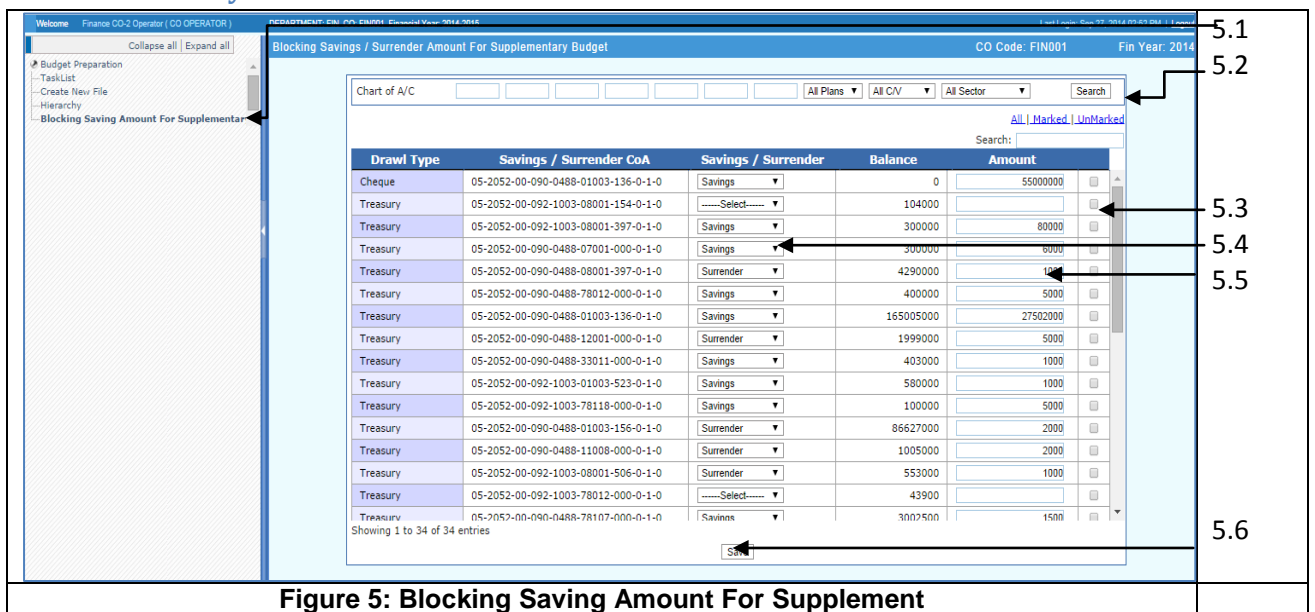 Welcome Finance CO-2 Operator ( CO OPERATOR ) DEPARTMENT: FIN, CO: FIN001, Financial Year: 2014-2015 Last Login: Sep 27, 2014 02:52 PM | Logout
5.1
Collapse all | Expand all
Blocking Savings / Surrender Amount For Supplementary Budget CO Code: FIN001 Fin Year: 2014
Budget Preparation
TaskList
Create New File
Hierarchy
Blocking Saving Amount For Supplementar
5.2
Chart of A/C All Plans All C/V All Sector Search
All | Marked | UnMarked
Search:
Drawl Type Savings / Surrender CoA Savings / Surrender Balance Amount
Cheque 05-2052-00-090-0488-01003-136-0-1-0 Savings 0 55000000
Treasury 05-2052-00-092-1003-08001-154-0-1-0 ------Select------ 104000
5.3
Treasury 05-2052-00-092-1003-08001-397-0-1-0 Savings 300000 80000
Treasury 05-2052-00-090-0488-07001-000-0-1-0 Savings 300000 6000
5.4
Treasury 05-2052-00-090-0488-08001-397-0-1-0 Surrender 4290000
5.5
Treasury 05-2052-00-090-0488-78012-000-0-1-0 Savings 400000 5000
Treasury 05-2052-00-090-0488-01003-136-0-1-0 Savings 165005000 27502000
Treasury 05-2052-00-090-0488-12001-000-0-1-0 Surrender 1999000 5000
Treasury 05-2052-00-090-0488-33011-000-0-1-0 Savings 403000 1000
Treasury 05-2052-00-092-1003-01003-523-0-1-0 Savings 580000 1000
Treasury 05-2052-00-092-1003-78118-000-0-1-0 Savings 100000 5000
Treasury 05-2052-00-090-0488-01003-156-0-1-0 Surrender 86627000 2000
Treasury 05-2052-00-090-0488-11008-000-0-1-0 Surrender 1005000 2000
Treasury 05-2052-00-092-1003-08001-506-0-1-0 Surrender 553000 1000
Treasury 05-2052-00-092-1003-78012-000-0-1-0 ------Select------ 43900
Treasury 05-2052-00-090-0488-78107-000-0-1-0 Savings 3002500 1500
Showing 1 to 34 of 34 entries
5.6
Save
Figure 5: Blocking Saving Amount For Supplement